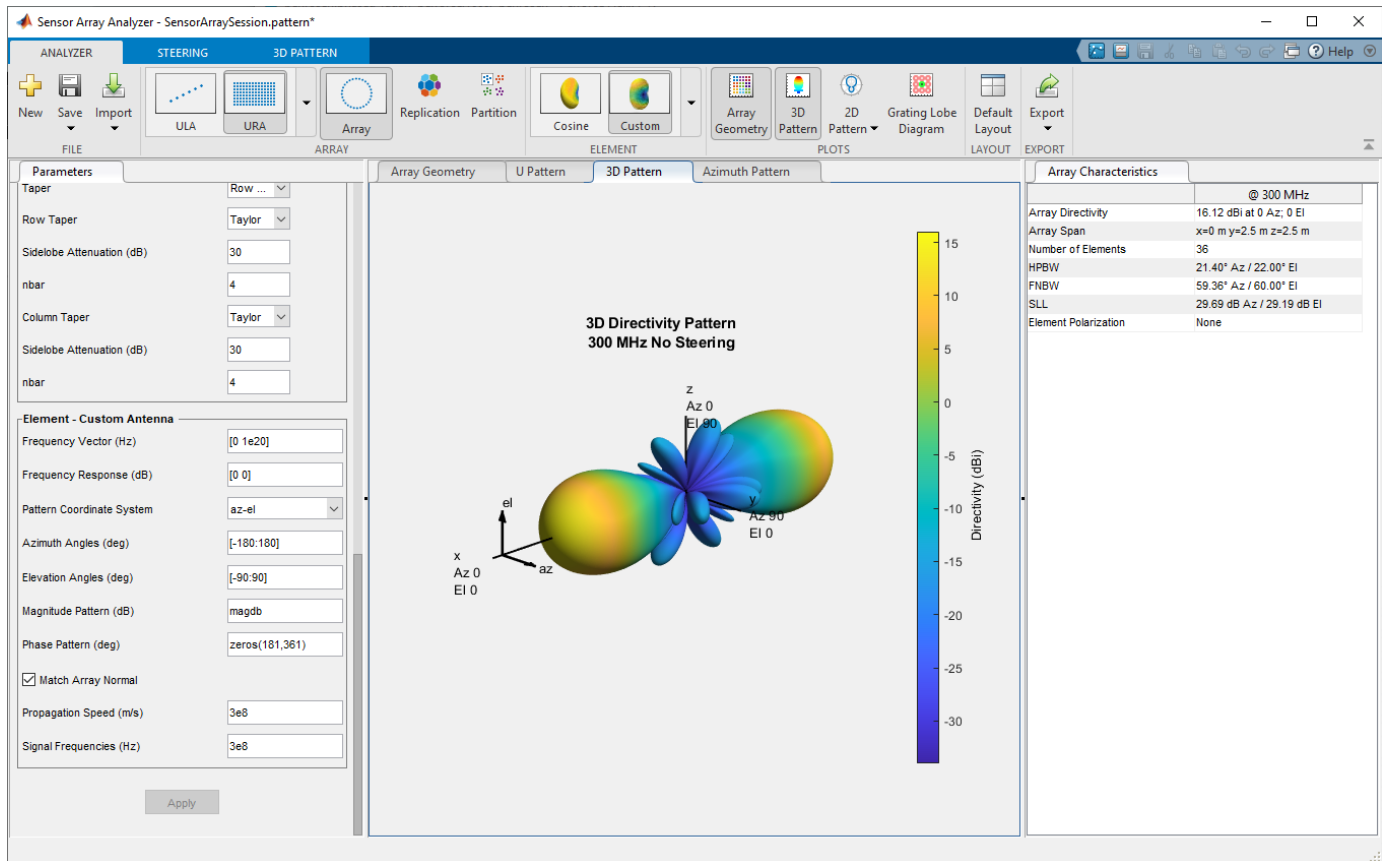 Sensor Array Analyzer - SensorArraySession.pattern*
ANALYZER STEERING 3D PATTERN
Help
New Save Import
ULA URA Array
Replication Partition
Cosine Custom
Array Geometry 3D Pattern 2D Pattern Grating Lobe Diagram
Default Layout Export
FILE ARRAY ELEMENT PLOTS LAYOUT EXPORT
Parameters
Taper Row ...
Row Taper Taylor
Sidelobe Attenuation (dB) 30
nbar 4
Column Taper Taylor
Sidelobe Attenuation (dB) 30
nbar 4
Element - Custom Antenna
Frequency Vector (Hz) [0 1e20]
Frequency Response (dB) [0 0]
Pattern Coordinate System az-el
Azimuth Angles (deg) [-180:180]
Elevation Angles (deg) [-90:90]
Magnitude Pattern (dB) magdb
Phase Pattern (deg) zeros(181,361)
Match Array Normal
Propagation Speed (m/s) 3e8
Signal Frequencies (Hz) 3e8
Apply
Array Geometry U Pattern 3D Pattern Azimuth Pattern
3D Directivity Pattern
300 MHz No Steering
z
Az 0
El 90
y
Az 90
El 0
el
x
Az 0
El 0
az
15
10
5
0
-5
-10
-15
-20
-25
-30
Directivity (dBi)
Array Characteristics
@ 300 MHz
Array Directivity 16.12 dBi at 0 Az; 0 El
Array Span x=0 m y=2.5 m z=2.5 m
Number of Elements 36
HPBW 21.40° Az / 22.00° El
FNBW 59.36° Az / 60.00° El
SLL 29.69 dB Az / 29.19 dB El
Element Polarization None